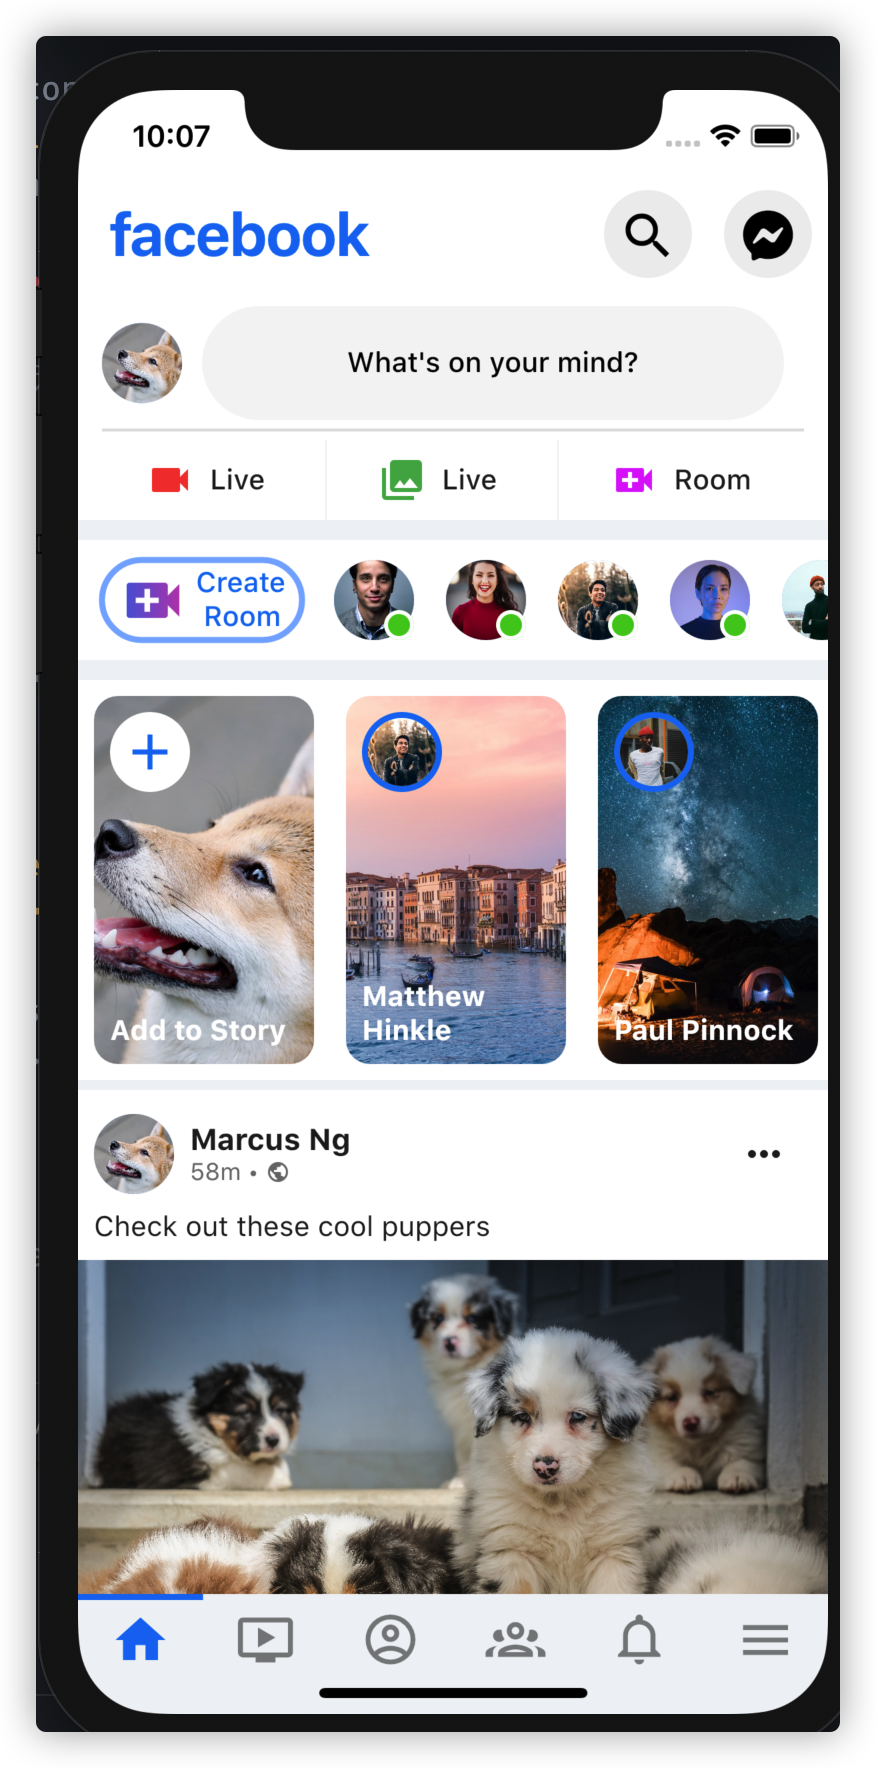 10:07
facebook
What's on your mind?
Live
Live
Room
Create
Room
Add to Story
Matthew
Hinkle
Paul Pinnock
Marcus Ng
58m •
Check out these cool puppers